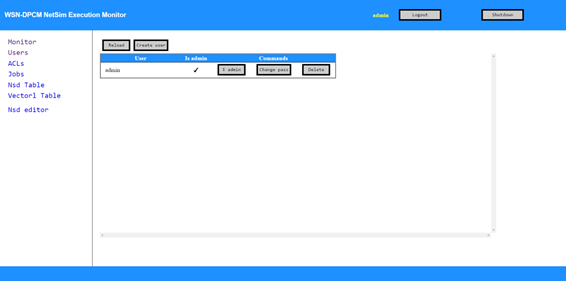 WSN-DPCM NetSim Execution Monitor
admin Logout Shutdown
Monitor
Users
ACLs
Jobs
Nsd Table
Vectorl Table
Nsd editor
Reload Create user
User Is admin Commands
admin ✓ X admin Change pass Delete